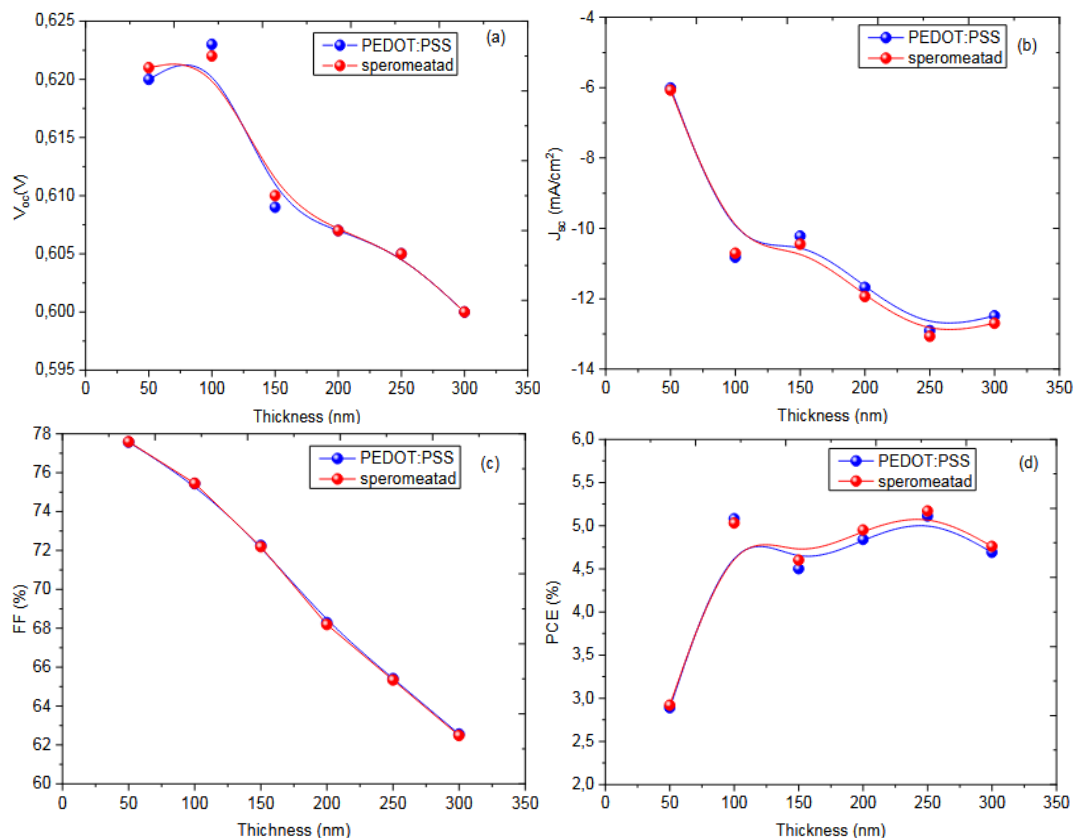 0,625
0,620
0,615
0,610
0,605
0,600
0,595
Voc(V)
PEDOT:PSS
speromeatad
(a)
0 50 100 150 200 250 300 350
Thickness (nm)
-4
-6
-8
-10
-12
-14
Jsc (mA/cm²)
PEDOT:PSS
speromeatad
(b)
0 50 100 150 200 250 300 350
Thickness (nm)
78
76
74
72
70
68
66
64
62
60
FF (%)
PEDOT:PSS
speromeatad
(c)
0 50 100 150 200 250 300 350
Thichness (nm)
6,0
5,5
5,0
4,5
4,0
3,5
3,0
2,5
2,0
PCE (%)
PEDOT:PSS
speromeatad
(d)
0 50 100 150 200 250 300 350
Thickness (nm)